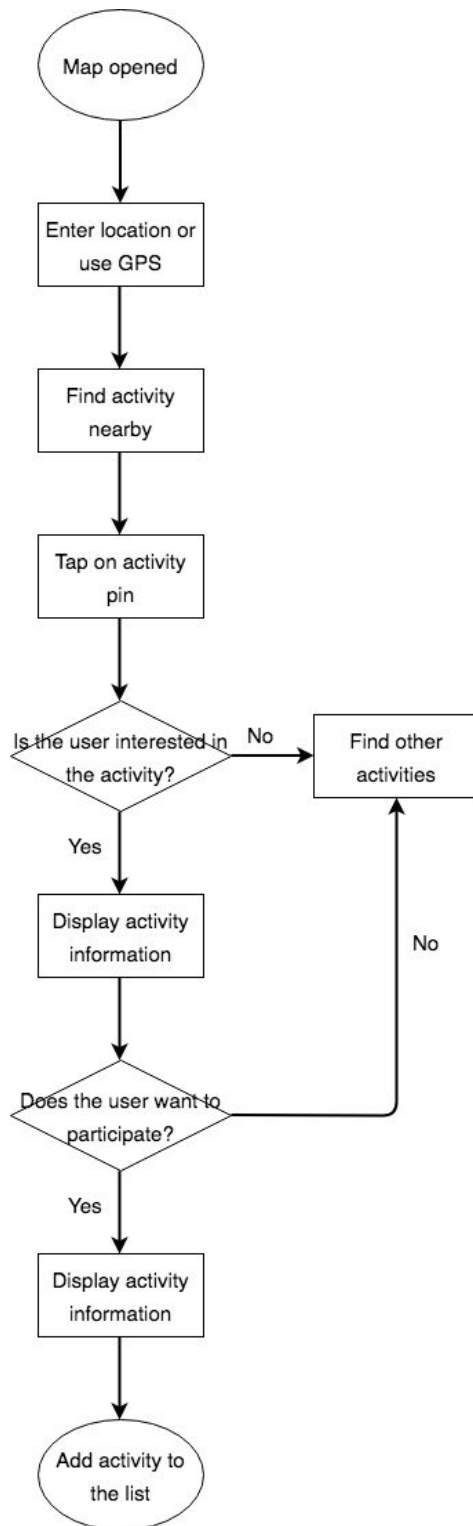 Map opened
Enter location or
use GPS
Find activity
nearby
Tap on activity
pin
Is the user interested in
the activity?
No
Find other
activities
Yes
Display activity
information
No
Does the user want to
participate?
Yes
Display activity
information
Add activity to
the list